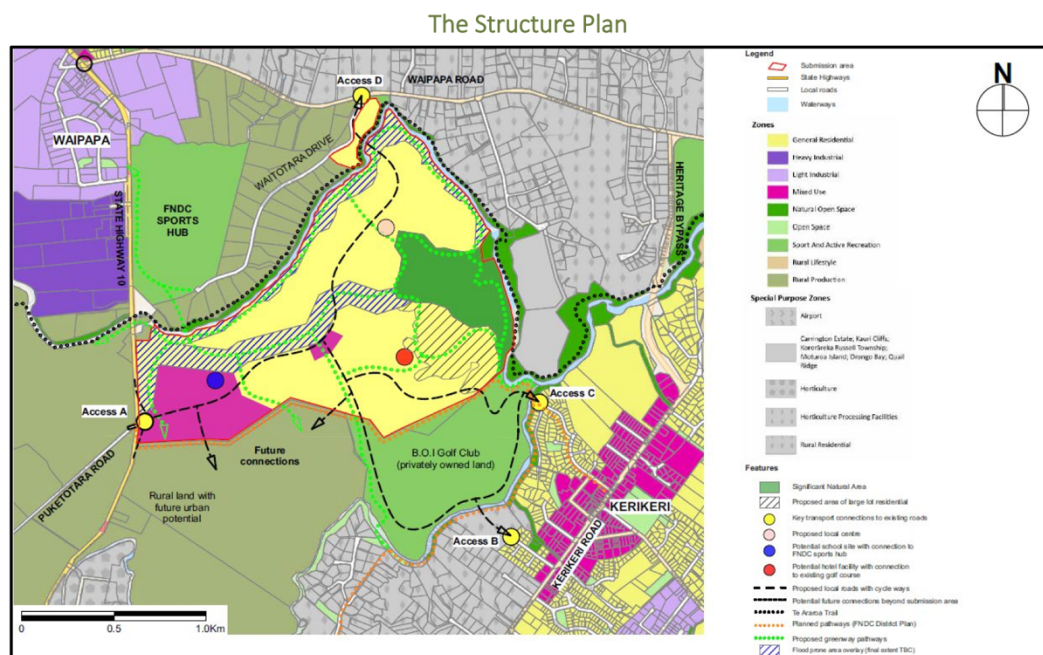 The Structure Plan
WAIPAPA
STATE HIGHWAY 10
FNDC
SPORTS
HUB
WAITOTARA DRIVE
Access D
WAIPAPA ROAD
HERITAGE BYPASS
Access A
PUKETOTARA ROAD
Future
connections
Rural land with
future urban
potential
B.O.I Golf Club
(privately owned land)
Access C
Access B
KERIKERI
KERIKERI ROAD
0
0.5
1.0Km
Legend
Submission area
State Highways
Local roads
Waterways
Zones
General Residential
Heavy Industrial
Light Industrial
Mixed Use
Natural Open Space
Open Space
Sport And Active Recreation
Rural Lifestyle
Rural Production
Special Purpose Zones
Airport
Carrington Estate; Kauri Cliffs;
Kororāreka Russell Township;
Moturoa Island; Orongo Bay; Quail
Ridge
Horticulture
Horticulture Processing Facilities
Rural Residential
Features
Significant Natural Area
Proposed area of large lot residential
Key transport connections to existing roads
Proposed local centre
Potential school site with connection to
FNDC sports hub
Potential hotel facility with connection
to existing golf course
Proposed local roads with cycle ways
Potential future connections beyond submission area
Te Araroa Trail
Planned pathways (FNDC District Plan)
Proposed greenway pathways
Flood prone area overlay (final extent TBC)
N